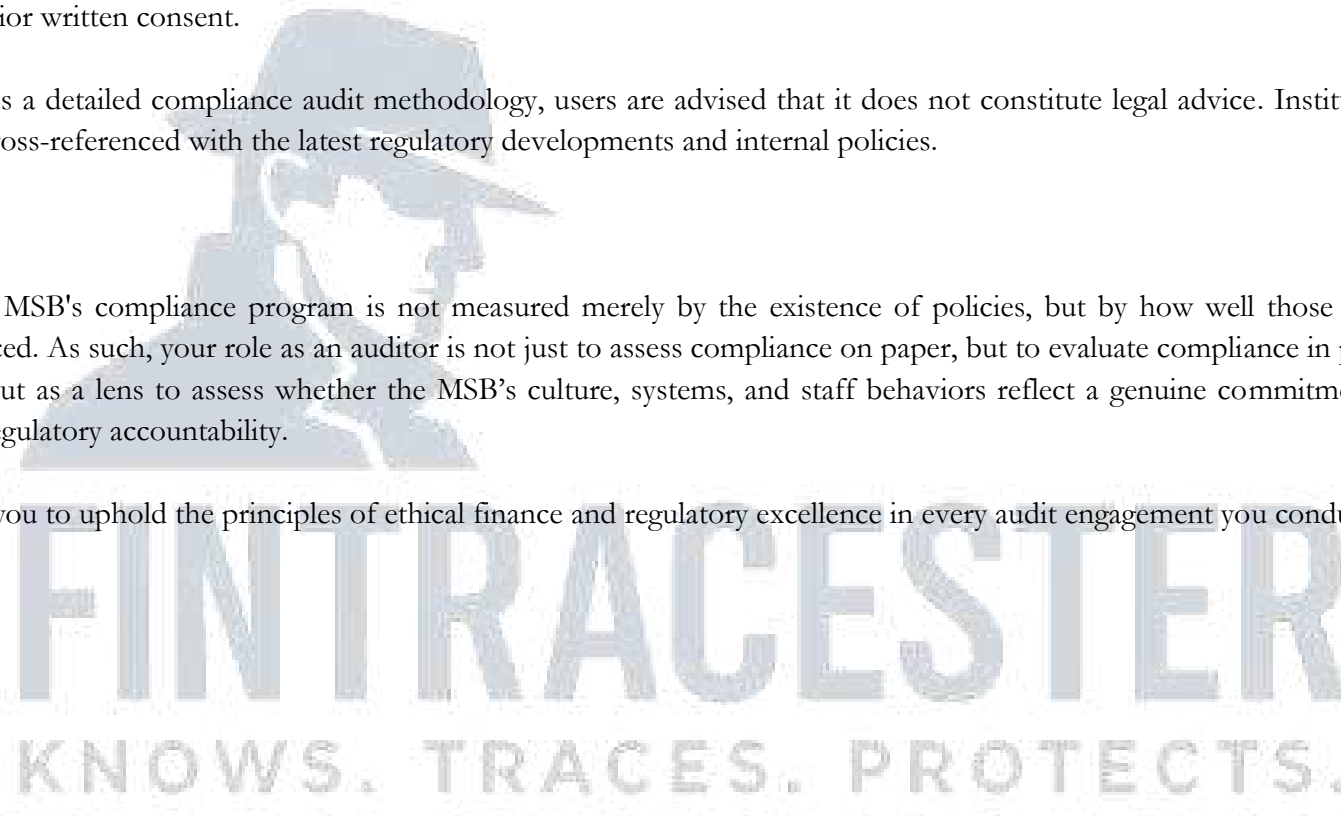 ior written consent.
s a detailed compliance audit methodology, users are advised that it does not constitute legal advice. Instit
oss-referenced with the latest regulatory developments and internal policies.
MSB's compliance program is not measured merely by the existence of policies, but by how well those
ced. As such, your role as an auditor is not just to assess compliance on paper, but to evaluate compliance in
ut as a lens to assess whether the MSB’s culture, systems, and staff behaviors reflect a genuine commitm
egulatory accountability.
you to uphold the principles of ethical finance and regulatory excellence in every audit engagement you cond
FINTRACESTER
KNOWS. TRACES. PROTECTS.